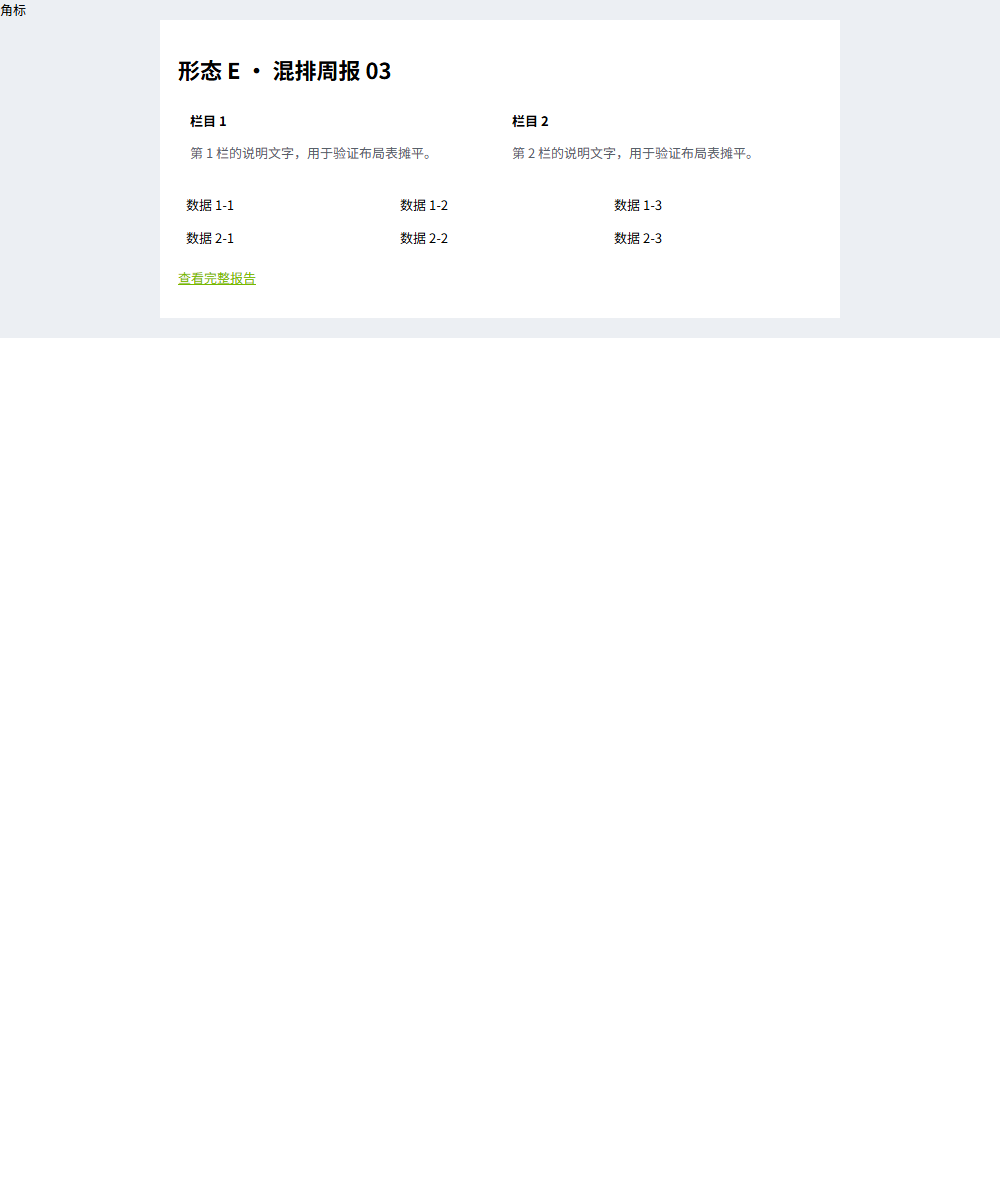 角标
形态 E · 混排周报 03
栏目 1 栏目 2
第 1 栏的说明文字，用于验证布局表摊平。 第 2 栏的说明文字，用于验证布局表摊平。
数据 1-1 数据 1-2 数据 1-3
数据 2-1 数据 2-2 数据 2-3
查看完整报告